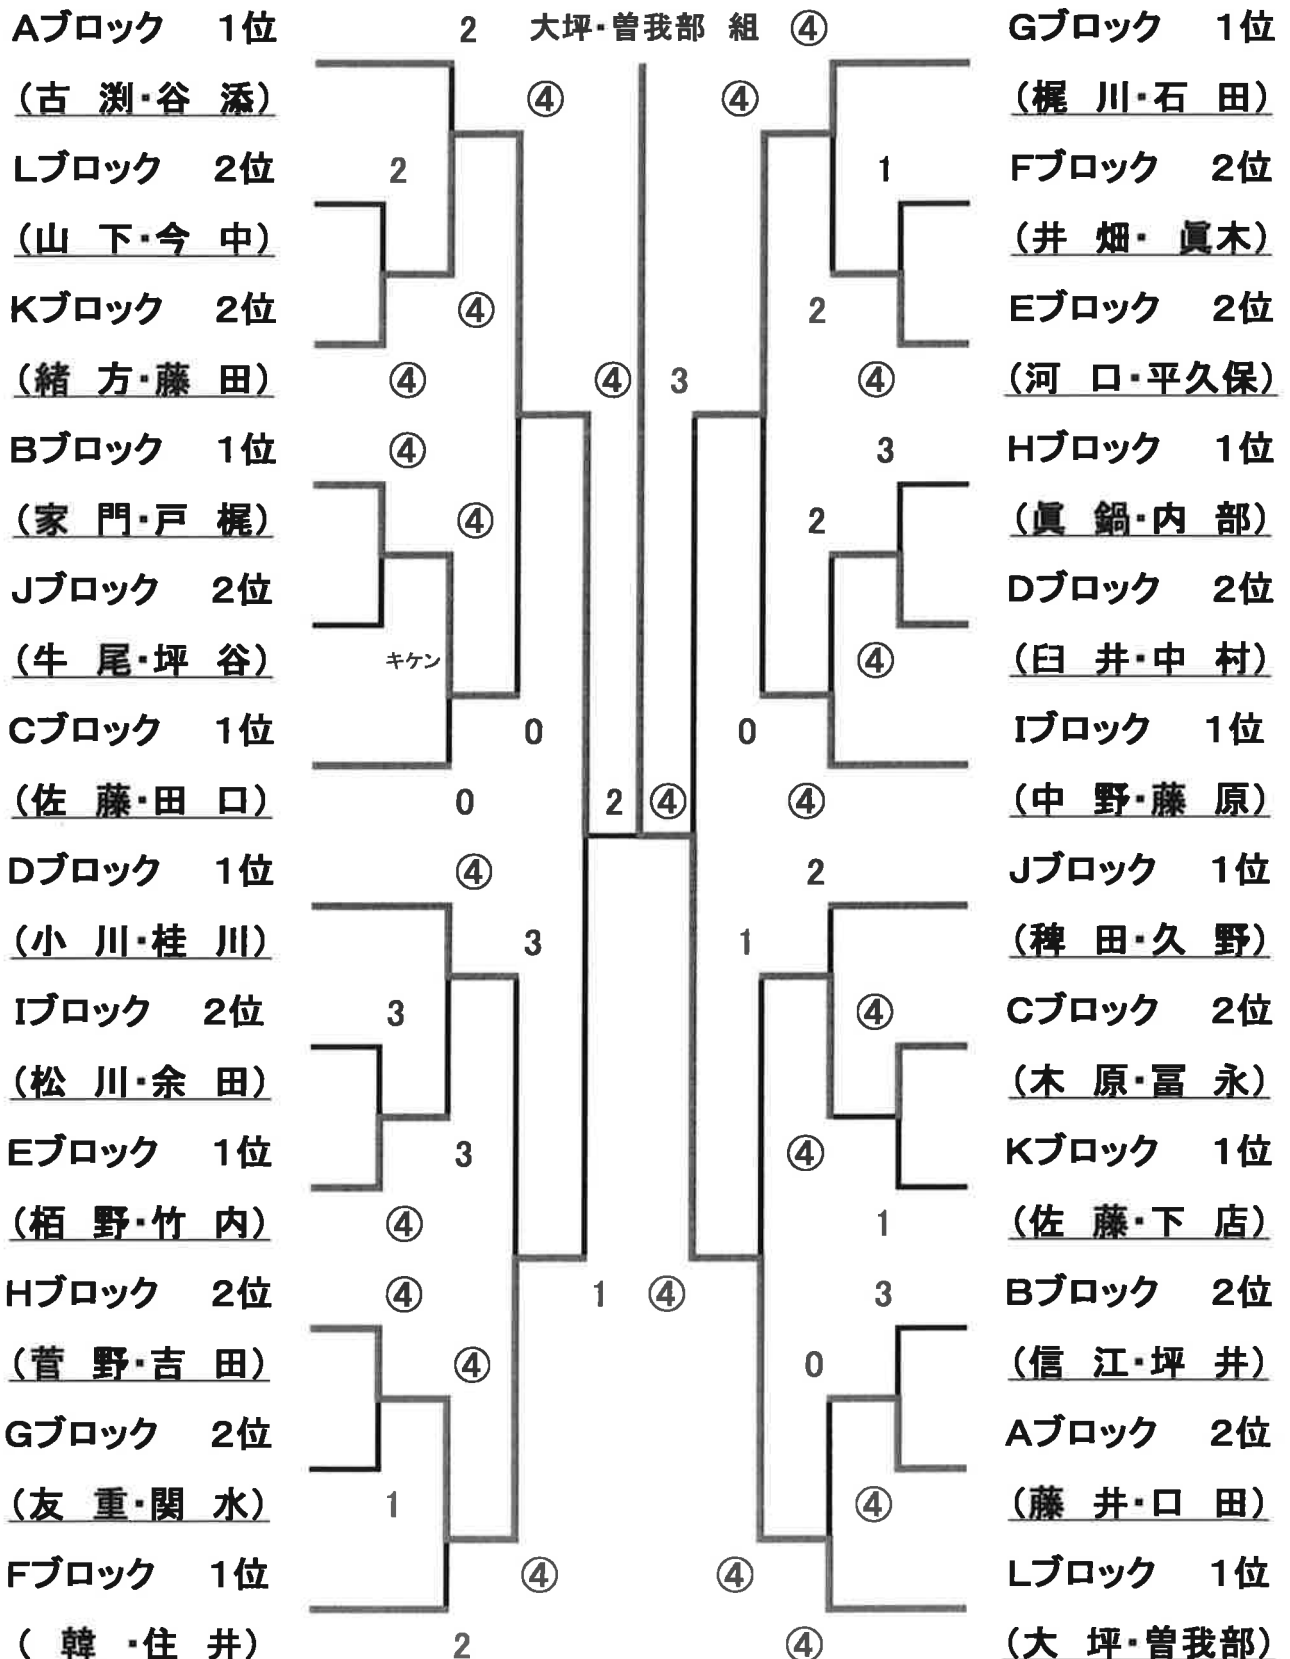 Aブロック 1位 2 大坪・曽我部 組 ④ Gブロック 1位
(古 渕・谷 添) ④ ④ (梶 川・石 田)
Lブロック 2位 2 1 Fブロック 2位
(山 下・今 中) (井 畑・ 眞木)
Kブロック 2位 ④ 2 Eブロック 2位
(緒 方・藤 田) ④ ④ 3 ④ (河 口・平久保)
Bブロック 1位 ④ 3 Hブロック 1位
(家 門・戸 梶) ④ 2 (眞 鍋・内 部)
Jブロック 2位 Dブロック 2位
(牛 尾・坪 谷) キケン ④ (臼 井・中 村)
Cブロック 1位 0 0 Iブロック 1位
(佐 藤・田 口) 0 2 ④ ④ (中 野・藤 原)
Dブロック 1位 ④ 2 Jブロック 1位
(小 川・桂 川) 3 1 (稗 田・久 野)
Iブロック 2位 3 ④ Cブロック 2位
(松 川・余 田) (木 原・冨 永)
Eブロック 1位 3 ④ Kブロック 1位
(栢 野・竹 内) ④ 1 (佐 藤・下 店)
Hブロック 2位 ④ 1 ④ 3 Bブロック 2位
(菅 野・吉 田) ④ 0 (信 江・坪 井)
Gブロック 2位 Aブロック 2位
(友 重・関 水) 1 ④ (藤 井・口 田)
Fブロック 1位 ④ ④ Lブロック 1位
( 韓 ・住 井) 2 ④ (大 坪・曽我部)